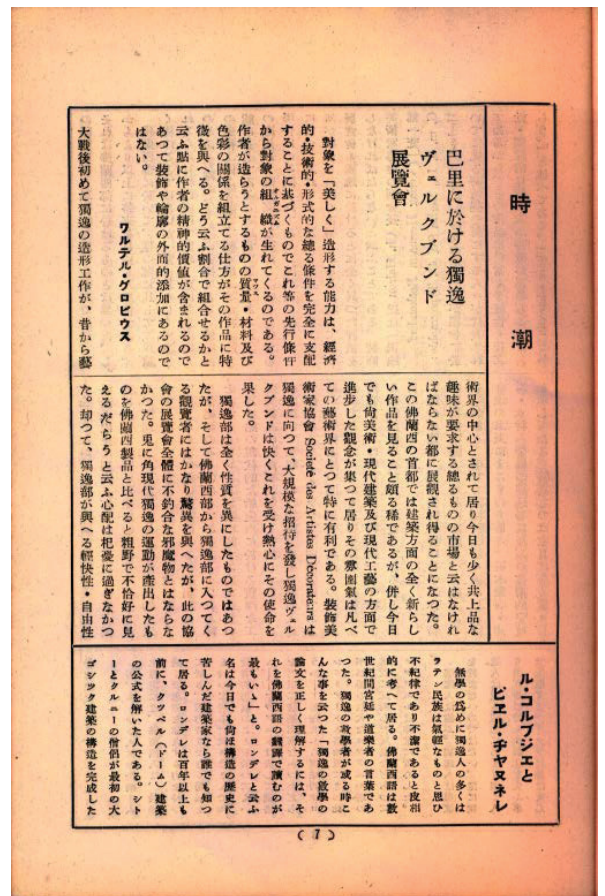 時潮
巴里に於ける獨逸
ヴェルクブンド
展覽會
對象を「美しく」造形する能力は、經濟
的・技術的・形式的な總る條件を完全に支配
することに基づくものでこれ等の先行條件
から對象の組織が生れてくるのである。
作者が造らうとするものの質量・材料及び
色彩の關係を組立てる仕方がその作品に特
徵を與へる。どう云ふ割合で組合せるかと
云ふ點に作者の精神的價値が含まれるので
あつて裝飾や輪廓の外面的添加にあるので
はない。
ワルテル・グロピウス
大戰後初めて獨逸の造形工作が、昔から藝
術界の中心とされて居り今日も少く共上品な
趣味が要求する總るものの市場と云はなけれ
ばならない都に展觀され得ることになつた。
この佛蘭西の首都では建築方面の全く新らし
い作品を見ること頗る稀であるが、併し今日
でも尙美術・現代建築及び現代工藝の方面で
進步した觀念が集つて居りその雰圍氣は凡べ
ての藝術界にとつて特に有利である。裝飾美
術家協會 Société des Artistes Décorateurs は
獨逸に向つて、大規模な招待を發し獨逸ヴェル
クブンドは快くこれを受け熱心にその使命を
果した。
獨逸部は全く性質を異にしたものではあつ
たが、そして佛蘭西部から獨逸部に入つてく
る觀覽者にはかなり驚異を與へたが、此の協
會の展覽會全體に不釣合な邪魔物とはならな
かつた。兎に角現代獨逸の運動が產出したも
のを佛蘭西製品と比べると粗野で不恰好に見
えるだらうと云ふ心配は杞憂に過ぎなかつ
た。却つて、獨逸部が與へる輕快性・自由性
ル・コルブジエと
ピエル・ヂヤヌネレ
無學の爲めに獨逸人の多くは
ラテン民族は氣輕なものと思ひ
不紀律であり不潔であると皮相
的に考へて居る。佛蘭西語は數
世紀間宮廷や道樂者の言葉であ
つた。獨逸の數學者が或る時こ
んな事を云つた「獨逸の數學の
論文を正しく理解するには、そ
れを佛蘭西語の飜譯で讀むのが
最もいゝ」と。ロンデレと云ふ
名は今日でも尙ほ構造の歷史に
苦しんだ建築家なら誰でも知つ
て居る。ロンデレは百年以上も
前に、クツペル(ドーム)建築
の公式を解いた人である。シト
ーとクルニーの僧侶が最初の大
ゴシツク建築の構造を完成した
(7)